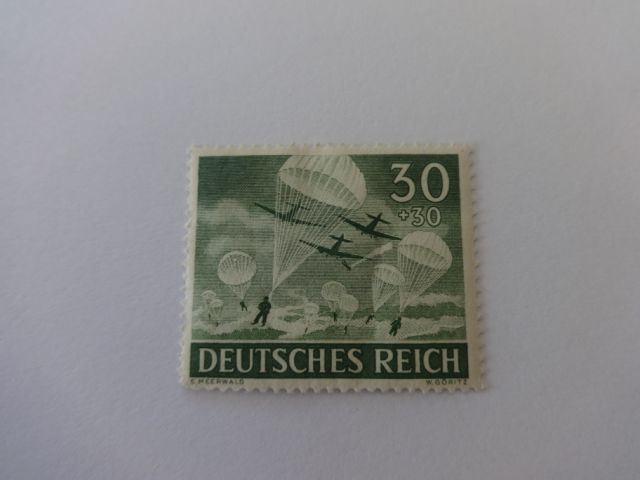 30
+30
DEUTSCHES REICH
E. MEERWALD W. GÖRITZ